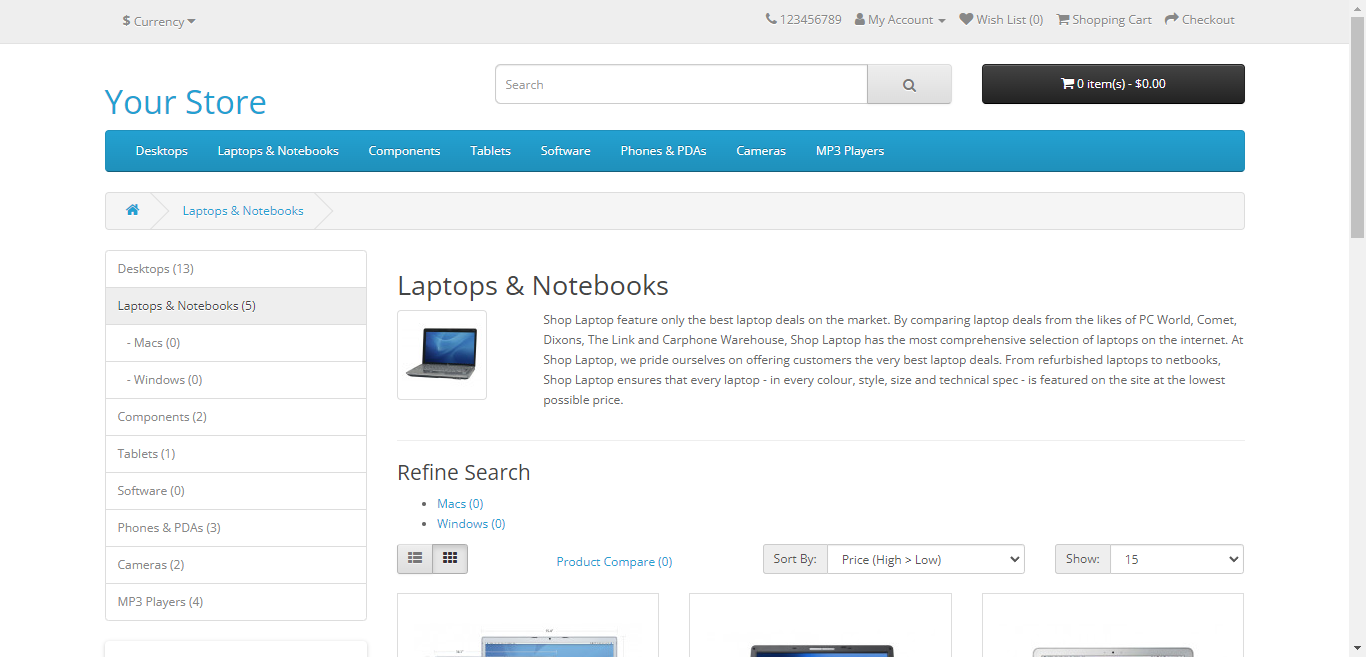 $ Currency
123456789 My Account Wish List (0) Shopping Cart Checkout
Your Store
Search
0 item(s) - $0.00
Desktops Laptops & Notebooks Components Tablets Software Phones & PDAs Cameras MP3 Players
Laptops & Notebooks
Desktops (13)
Laptops & Notebooks (5)
- Macs (0)
- Windows (0)
Components (2)
Tablets (1)
Software (0)
Phones & PDAs (3)
Cameras (2)
MP3 Players (4)
Laptops & Notebooks
Shop Laptop feature only the best laptop deals on the market. By comparing laptop deals from the likes of PC World, Comet,
Dixons, The Link and Carphone Warehouse, Shop Laptop has the most comprehensive selection of laptops on the internet. At
Shop Laptop, we pride ourselves on offering customers the very best laptop deals. From refurbished laptops to netbooks,
Shop Laptop ensures that every laptop - in every colour, style, size and technical spec - is featured on the site at the lowest
possible price.
Refine Search
Macs (0)
Windows (0)
Product Compare (0)
Sort By: Price (High > Low)
Show: 15